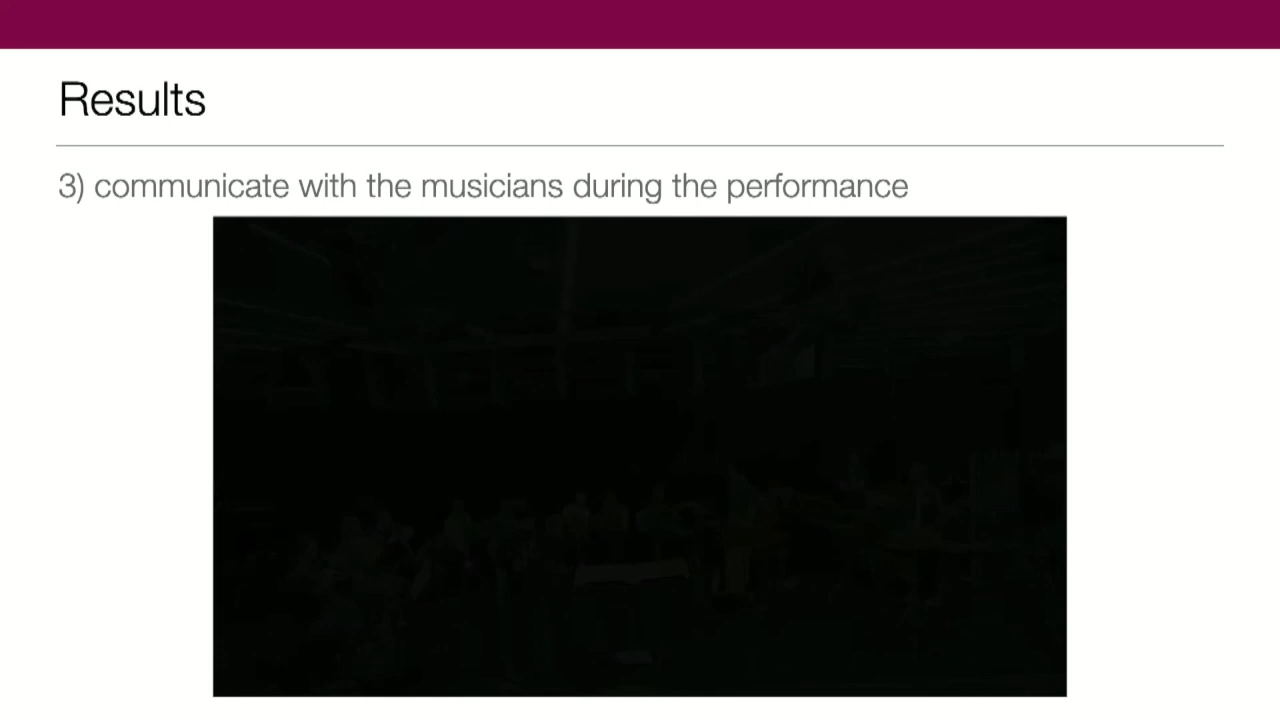 Results
3) communicate with the musicians during the performance